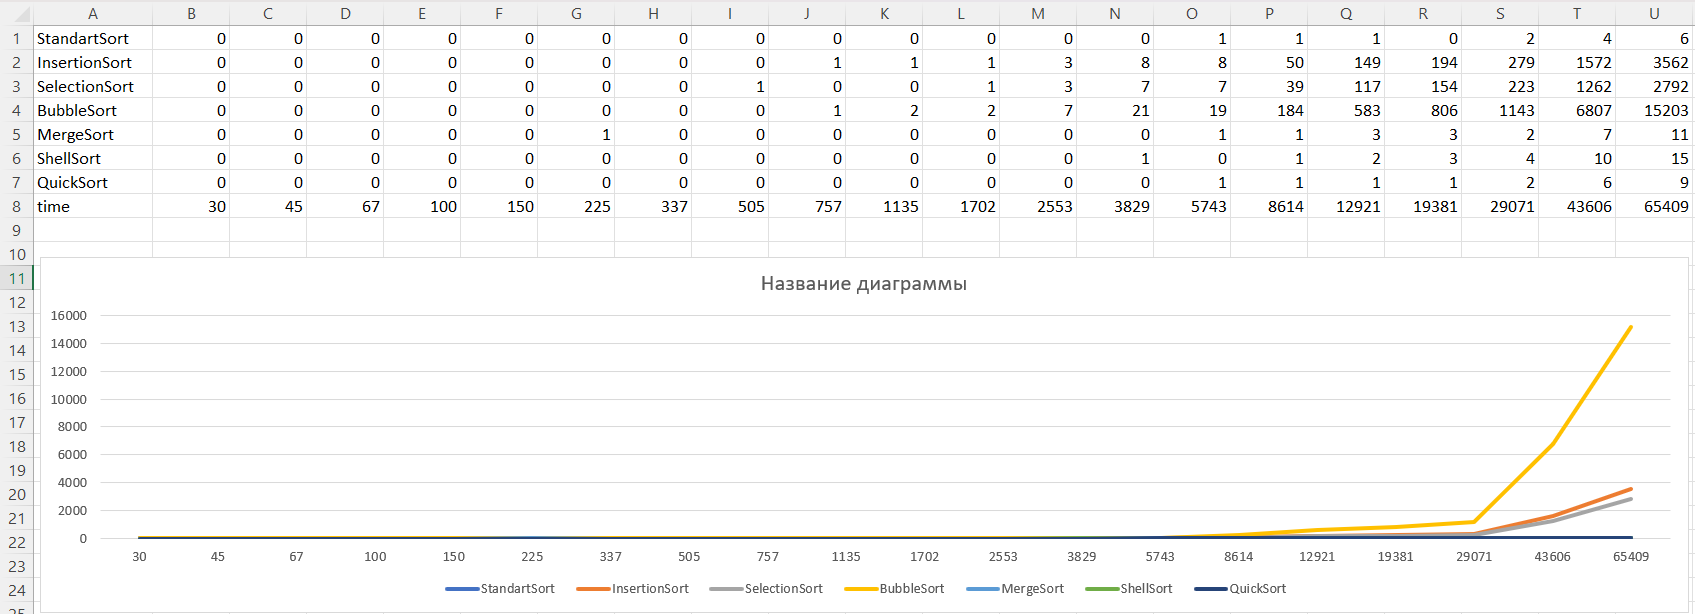 A B C D E F G H I J K L M N O P Q R S T U
1 StandartSort 0 0 0 0 0 0 0 0 0 0 0 0 0 1 1 1 0 2 4 6
2 InsertionSort 0 0 0 0 0 0 0 0 1 1 1 3 8 8 50 149 194 279 1572 3562
3 SelectionSort 0 0 0 0 0 0 0 1 0 0 1 3 7 7 39 117 154 223 1262 2792
4 BubbleSort 0 0 0 0 0 0 0 0 1 2 2 7 21 19 184 583 806 1143 6807 15203
5 MergeSort 0 0 0 0 0 1 0 0 0 0 0 0 0 1 1 3 3 2 7 11
6 ShellSort 0 0 0 0 0 0 0 0 0 0 0 0 1 0 1 2 3 4 10 15
7 QuickSort 0 0 0 0 0 0 0 0 0 0 0 0 0 1 1 1 1 2 6 9
8 time 30 45 67 100 150 225 337 505 757 1135 1702 2553 3829 5743 8614 12921 19381 29071 43606 65409
9
10
11
12
13
14
15
16
17
18
19
20
21
22
23
24
25
Название диаграммы
16000
14000
12000
10000
8000
6000
4000
2000
0
30 45 67 100 150 225 337 505 757 1135 1702 2553 3829 5743 8614 12921 19381 29071 43606 65409
StandartSort InsertionSort SelectionSort BubbleSort MergeSort ShellSort QuickSort